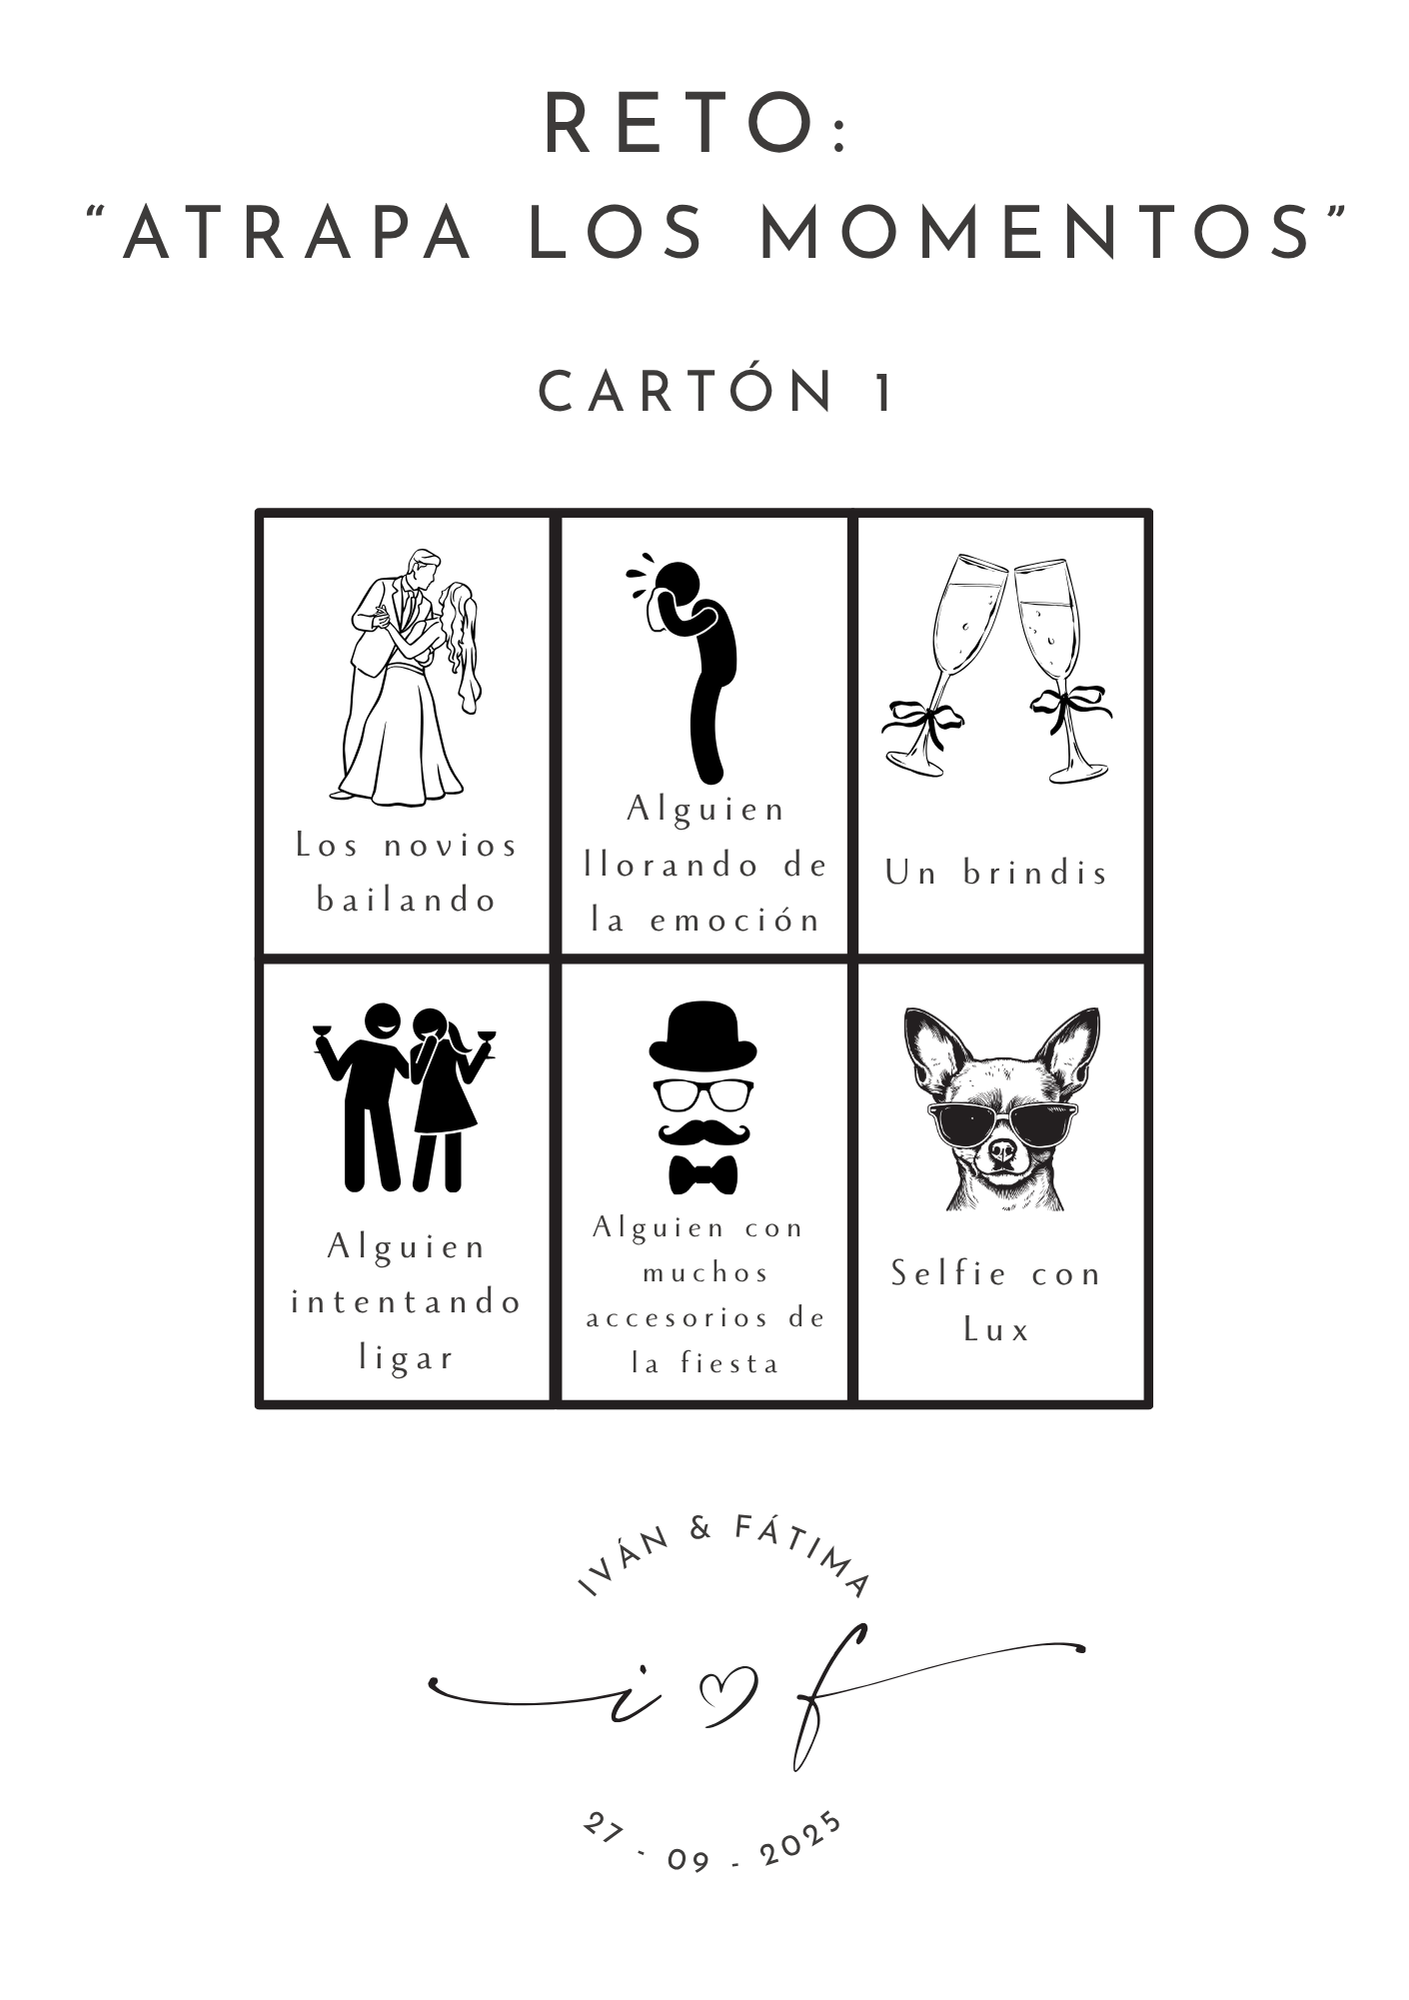 RETO:
“ATRAPA LOS MOMENTOS”
CARTÓN 1
Los novios
bailando
Alguien
llorando de
la emoción
Un brindis
Alguien
intentando
ligar
Alguien con
muchos
accesorios de
la fiesta
Selfie con
Lux
IVÁN & FÁTIMA
i f
27 - 09 - 2025